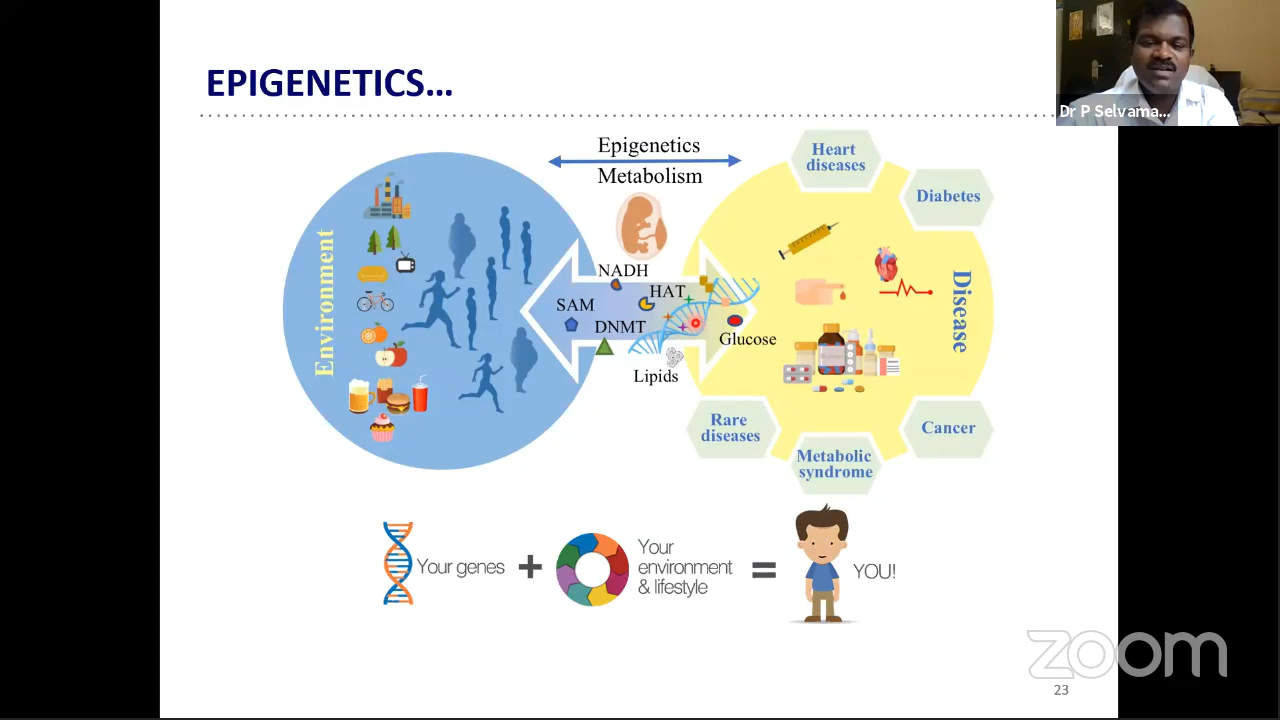 EPIGENETICS...
Dr P Selvama...
Epigenetics
Metabolism
Environment
NADH
HAT
SAM
DNMT
Glucose
Lipids
Heart
diseases
Diabetes
Disease
Cancer
Metabolic
syndrome
Rare
diseases
Your genes
+
Your
environment
& lifestyle
=
YOU!
zoom
23